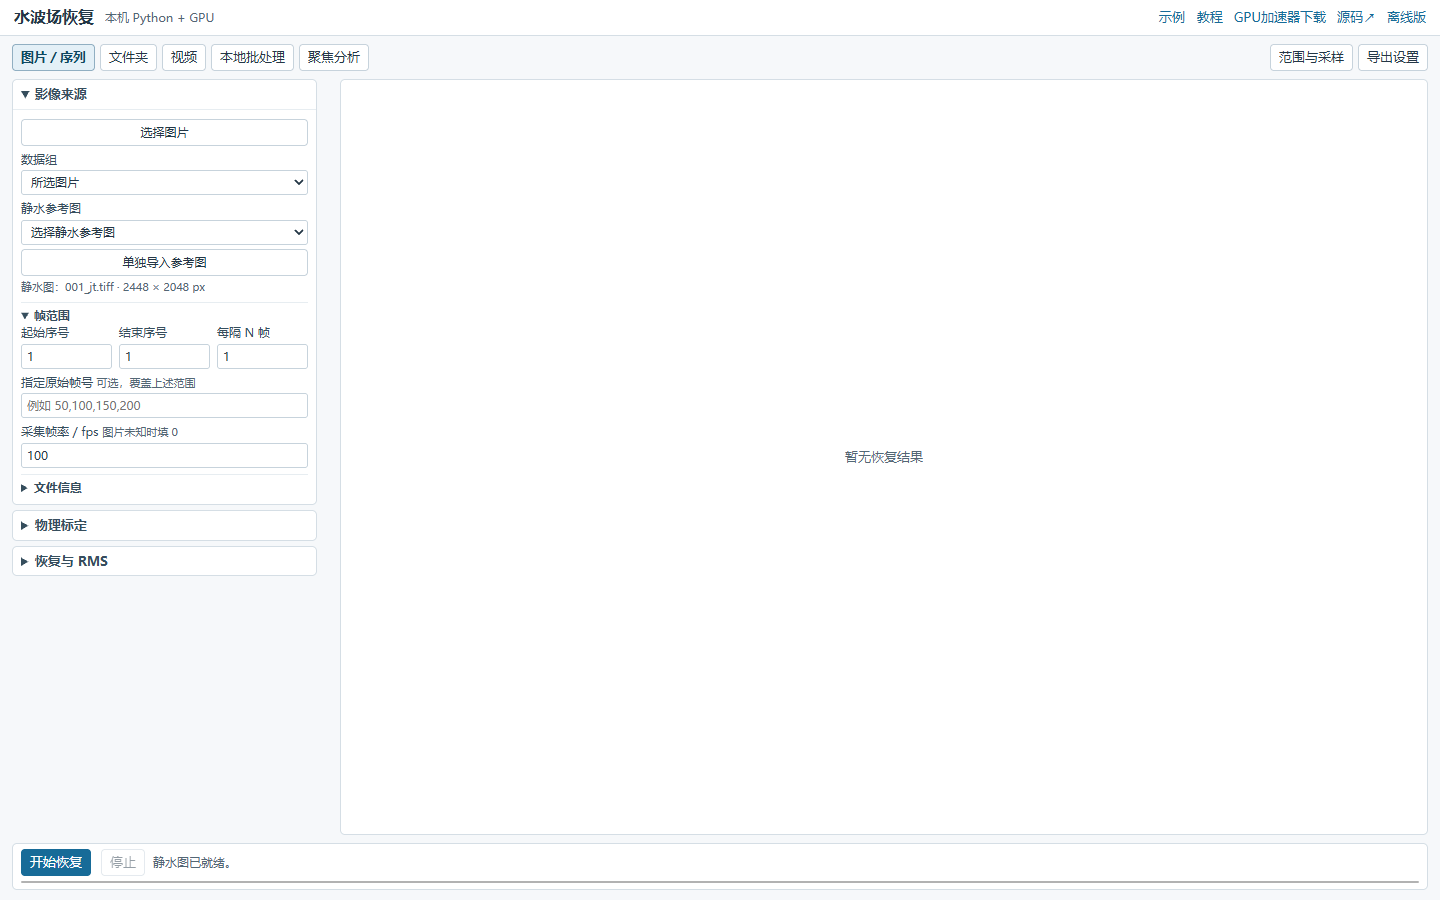 水波场恢复 本机 Python + GPU
示例 教程 GPU加速器下载 源码↗ 离线版
图片 / 序列 文件夹 视频 本地批处理 聚焦分析
范围与采样 导出设置
▼ 影像来源
选择图片
数据组
所选图片
静水参考图
选择静水参考图
单独导入参考图
静水图：001_jt.tiff · 2448 × 2048 px
▼ 帧范围
起始序号 结束序号 每隔 N 帧
1 1 1
指定原始帧号 可选，覆盖上述范围
例如 50,100,150,200
采集帧率 / fps 图片未知时填 0
100
▶ 文件信息
▶ 物理标定
▶ 恢复与 RMS
暂无恢复结果
开始恢复 停止 静水图已就绪。